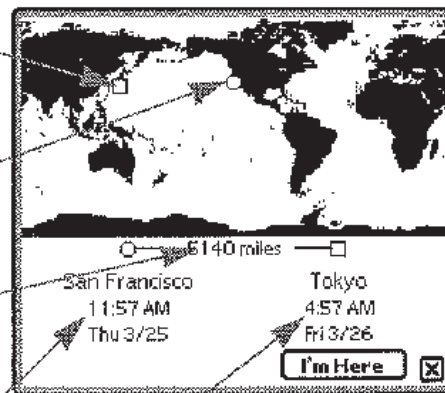 5140 miles
San Francisco Tokyo
11:57 AM 4:57 AM
Thu 3/25 Fri 3/26
I'm Here